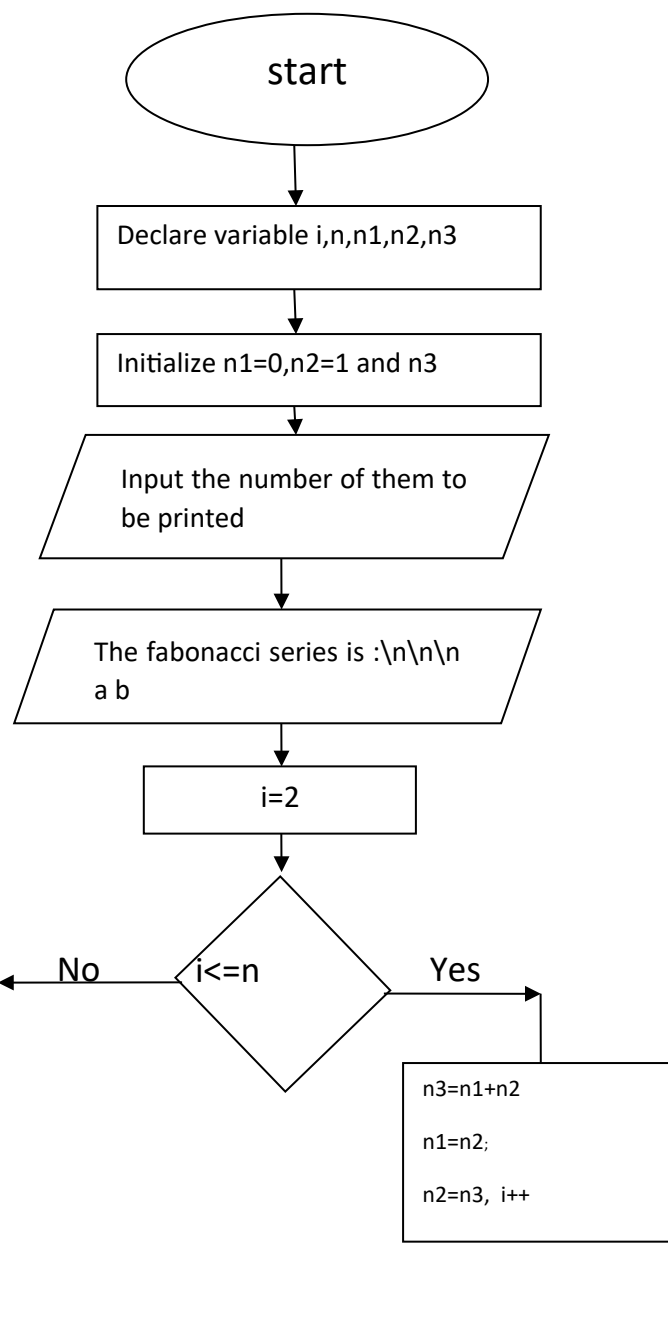 start
Declare variable i,n,n1,n2,n3
Initialize n1=0,n2=1 and n3
Input the number of them to
be printed
The fabonacci series is :\n\n\n
a b
i=2
No
i<=n
Yes
n3=n1+n2
n1=n2;
n2=n3, i++